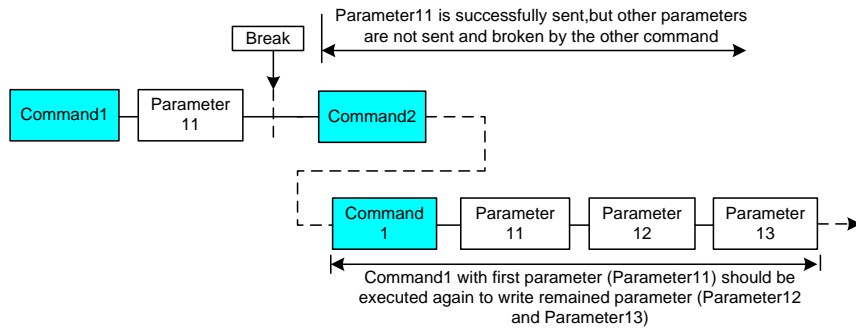 Parameter11 is successfully sent,but other parameters
are not sent and broken by the other command
Break
Command1
Parameter
11
Command2
Command
1
Parameter
11
Parameter
12
Parameter
13
Command1 with first parameter (Parameter11) should be
executed again to write remained parameter (Parameter12
and Parameter13)